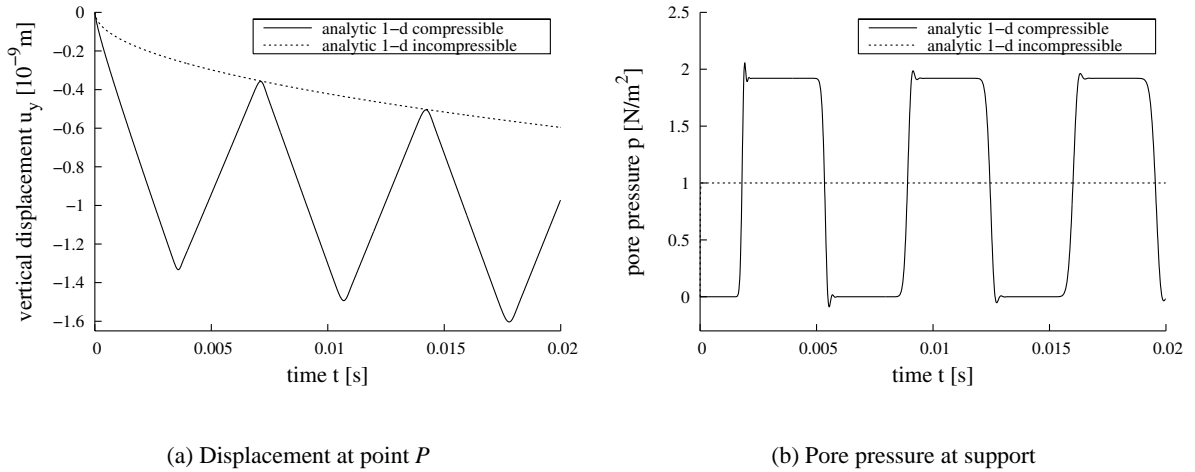 analytic 1−d compressible
analytic 1−d incompressible
0
−0.2
−0.4
−0.6
−0.8
−1
−1.2
−1.4
−1.6
vertical displacement u_y [10^−9 m]
0
0.005
0.01
0.015
0.02
time t [s]
(a) Displacement at point P
analytic 1−d compressible
analytic 1−d incompressible
2.5
2
1.5
1
0.5
0
pore pressure p [N/m^2]
0
0.005
0.01
0.015
0.02
time t [s]
(b) Pore pressure at support